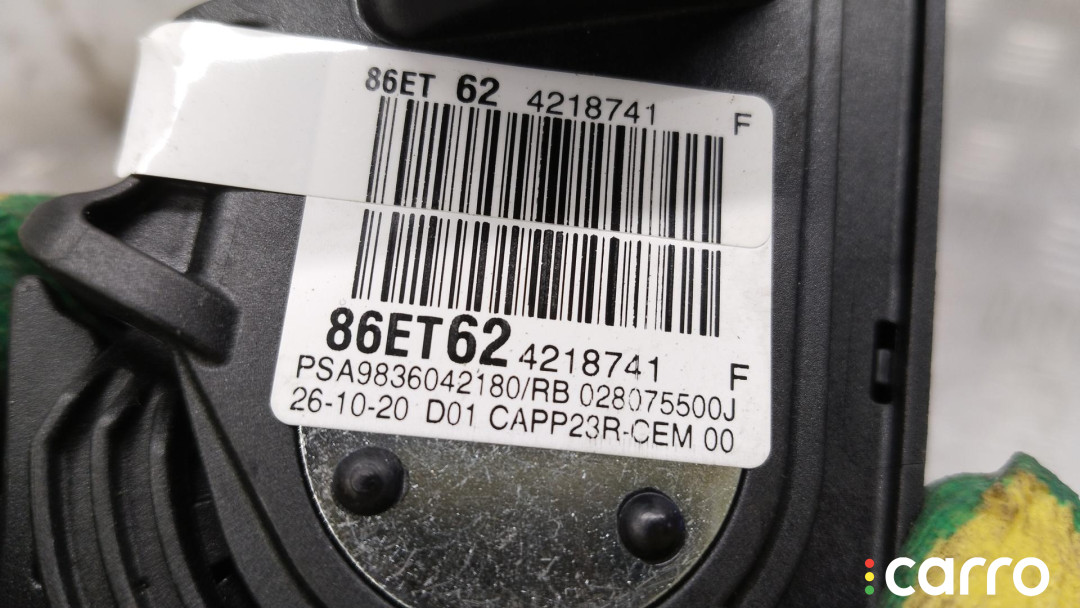 86ET 62 4218741 F
86ET62 4218741 F
PSA9836042180/RB 028075500J
26-10-20 D01 CAPP23R-CEM 00
carro